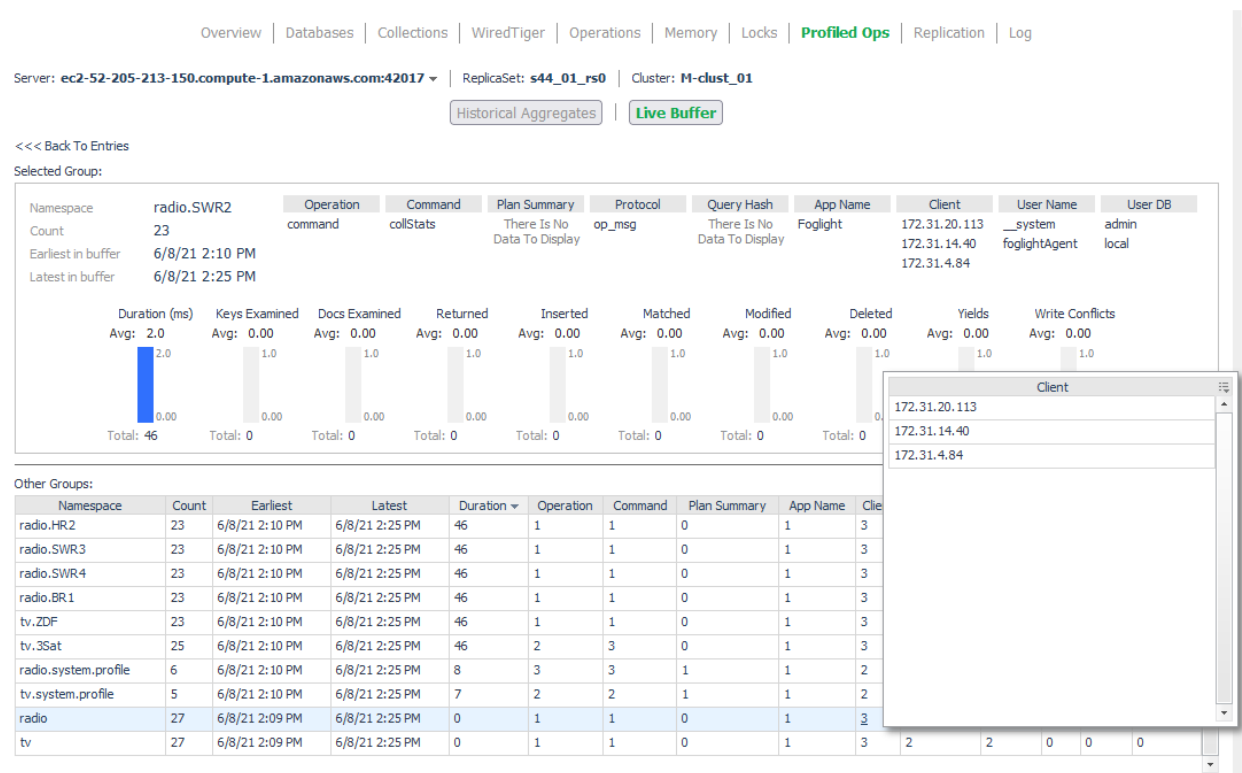 Overview | Databases | Collections | WiredTiger | Operations | Memory | Locks | Profiled Ops | Replication | Log
Server: ec2-52-205-213-150.compute-1.amazonaws.com:42017 | ReplicaSet: s44_01_rs0 | Cluster: M-clust_01
Historical Aggregates | Live Buffer
<<< Back To Entries
Selected Group:
Namespace radio.SWR2
Count 23
Earliest in buffer 6/8/21 2:10 PM
Latest in buffer 6/8/21 2:25 PM
Operation Command Plan Summary Protocol Query Hash App Name Client User Name User DB
command collStats There Is No op_msg There Is No Foglight 172.31.20.113 __system admin
Data To Display Data To Display 172.31.14.40 foglightAgent local
172.31.4.84
Duration (ms) Keys Examined Docs Examined Returned Inserted Matched Modified Deleted Yields Write Conflicts
Avg: 2.0 Avg: 0.00 Avg: 0.00 Avg: 0.00 Avg: 0.00 Avg: 0.00 Avg: 0.00 Avg: 0.00 Avg: 0.00 Avg: 0.00
2.0 1.0 1.0 1.0 1.0 1.0 1.0 1.0 1.0 1.0
0.00 0.00 0.00 0.00 0.00 0.00 0.00
Total: 46 Total: 0 Total: 0 Total: 0 Total: 0 Total: 0 Total: 0 Total: 0
Client
172.31.20.113
172.31.14.40
172.31.4.84
Other Groups:
Namespace Count Earliest Latest Duration Operation Command Plan Summary App Name
radio.HR2 23 6/8/21 2:10 PM 6/8/21 2:25 PM 46 1 1 0 1 3
radio.SWR3 23 6/8/21 2:10 PM 6/8/21 2:25 PM 46 1 1 0 1 3
radio.SWR4 23 6/8/21 2:10 PM 6/8/21 2:25 PM 46 1 1 0 1 3
radio.BR1 23 6/8/21 2:10 PM 6/8/21 2:25 PM 46 1 1 0 1 3
tv.ZDF 23 6/8/21 2:10 PM 6/8/21 2:25 PM 46 1 1 0 1 3
tv.3Sat 25 6/8/21 2:10 PM 6/8/21 2:25 PM 46 2 3 0 1 3
radio.system.profile 6 6/8/21 2:10 PM 6/8/21 2:25 PM 8 3 3 1 1 2
tv.system.profile 5 6/8/21 2:10 PM 6/8/21 2:25 PM 7 2 2 1 1 2
radio 27 6/8/21 2:09 PM 6/8/21 2:25 PM 0 1 1 0 1 3
tv 27 6/8/21 2:09 PM 6/8/21 2:25 PM 0 1 1 0 1 3 2 2 0 0 0